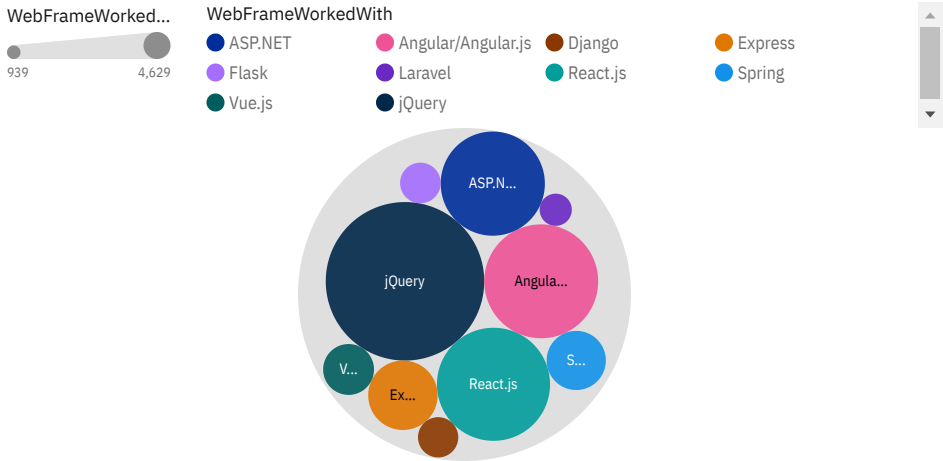 WebFrameWorked...
939 4,629
WebFrameWorkedWith
ASP.NET Angular/Angular.js Django Express
Flask Laravel React.js Spring
Vue.js jQuery
ASP.N...
jQuery
Angula...
S...
V...
React.js
Ex...